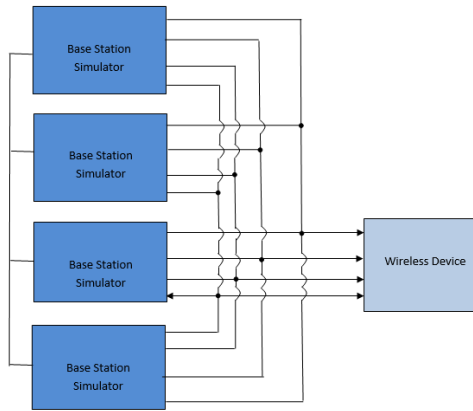 Base Station
Simulator
Base Station
Simulator
Base Station
Simulator
Wireless Device
Base Station
Simulator